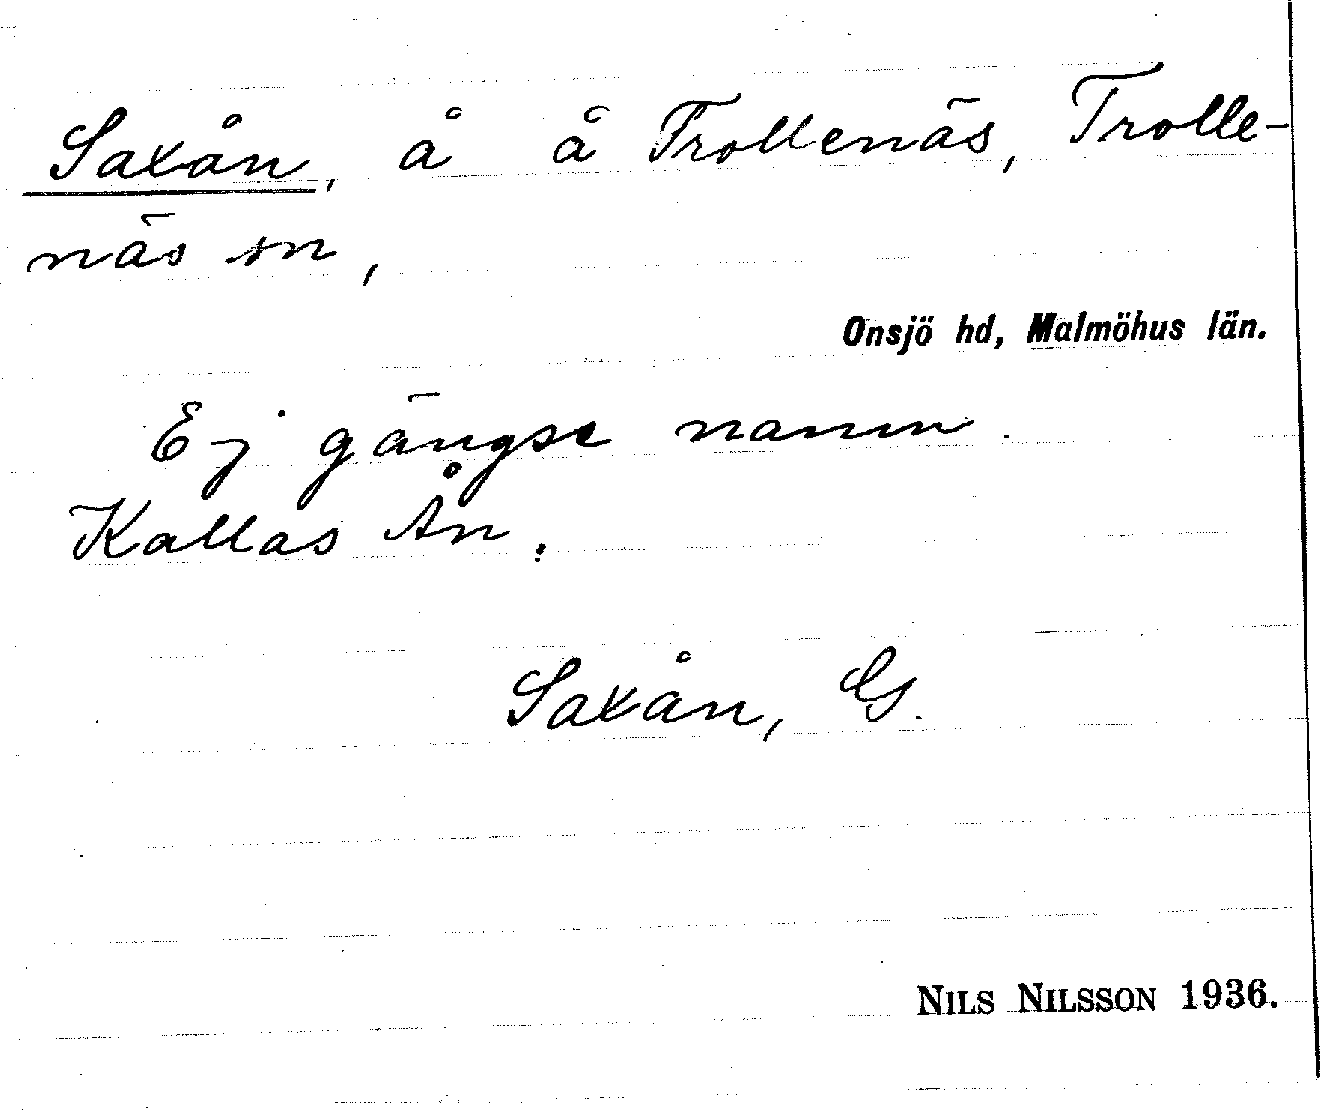 Saxån, å å Trollenäs, Trolle-
näs sn,
Onsjö hd, Malmöhus län.
Ej gängse namn.
Kallas Ån.
Saxån, GS.
NILS NILSSON 1936.